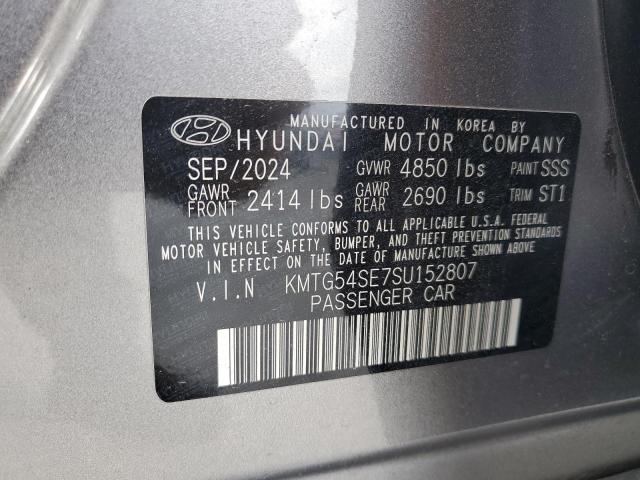 MANUFACTURED IN KOREA BY
HYUNDAI MOTOR COMPANY
SEP/2024 GVWR 4850 lbs PAINT SSS
GAWR FRONT 2414 lbs GAWR REAR 2690 lbs TRIM ST1
THIS VEHICLE CONFORMS TO ALL APPLICABLE U.S.A. FEDERAL
MOTOR VEHICLE SAFETY, BUMPER, AND THEFT PREVENTION STANDARDS
IN EFFECT ON THE DATE OF MANUFACTURE SHOWN ABOVE.
V.I.N KMTG54SE7SU152807
PASSENGER CAR